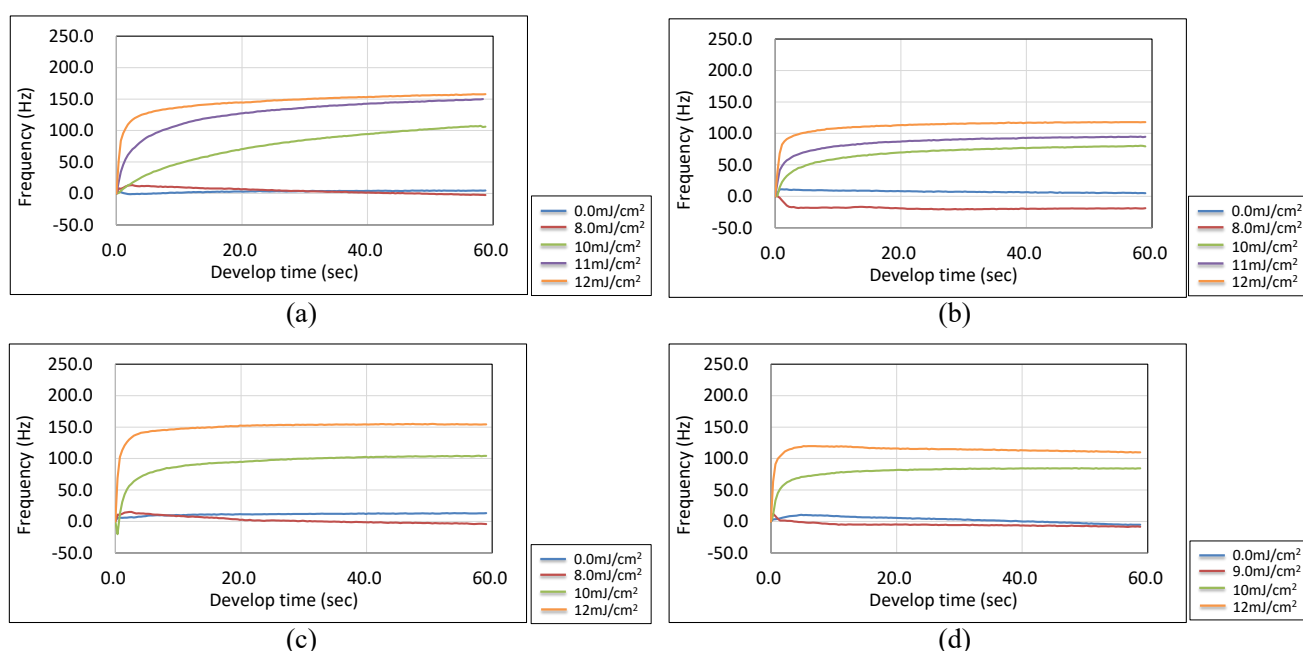 250.0
200.0
150.0
100.0
50.0
0.0
-50.0
Frequency (Hz)
0.0 20.0 40.0 60.0
Develop time (sec)
0.0mJ/cm²
8.0mJ/cm²
10mJ/cm²
11mJ/cm²
12mJ/cm²
(a)
250.0
200.0
150.0
100.0
50.0
0.0
-50.0
Frequency (Hz)
0.0 20.0 40.0 60.0
Develop time (sec)
0.0mJ/cm²
8.0mJ/cm²
10mJ/cm²
11mJ/cm²
12mJ/cm²
(b)
250.0
200.0
150.0
100.0
50.0
0.0
-50.0
Frequency (Hz)
0.0 20.0 40.0 60.0
Develop time (sec)
0.0mJ/cm²
8.0mJ/cm²
10mJ/cm²
12mJ/cm²
(c)
250.0
200.0
150.0
100.0
50.0
0.0
-50.0
Frequency (Hz)
0.0 20.0 40.0 60.0
Develop time (sec)
0.0mJ/cm²
9.0mJ/cm²
10mJ/cm²
12mJ/cm²
(d)